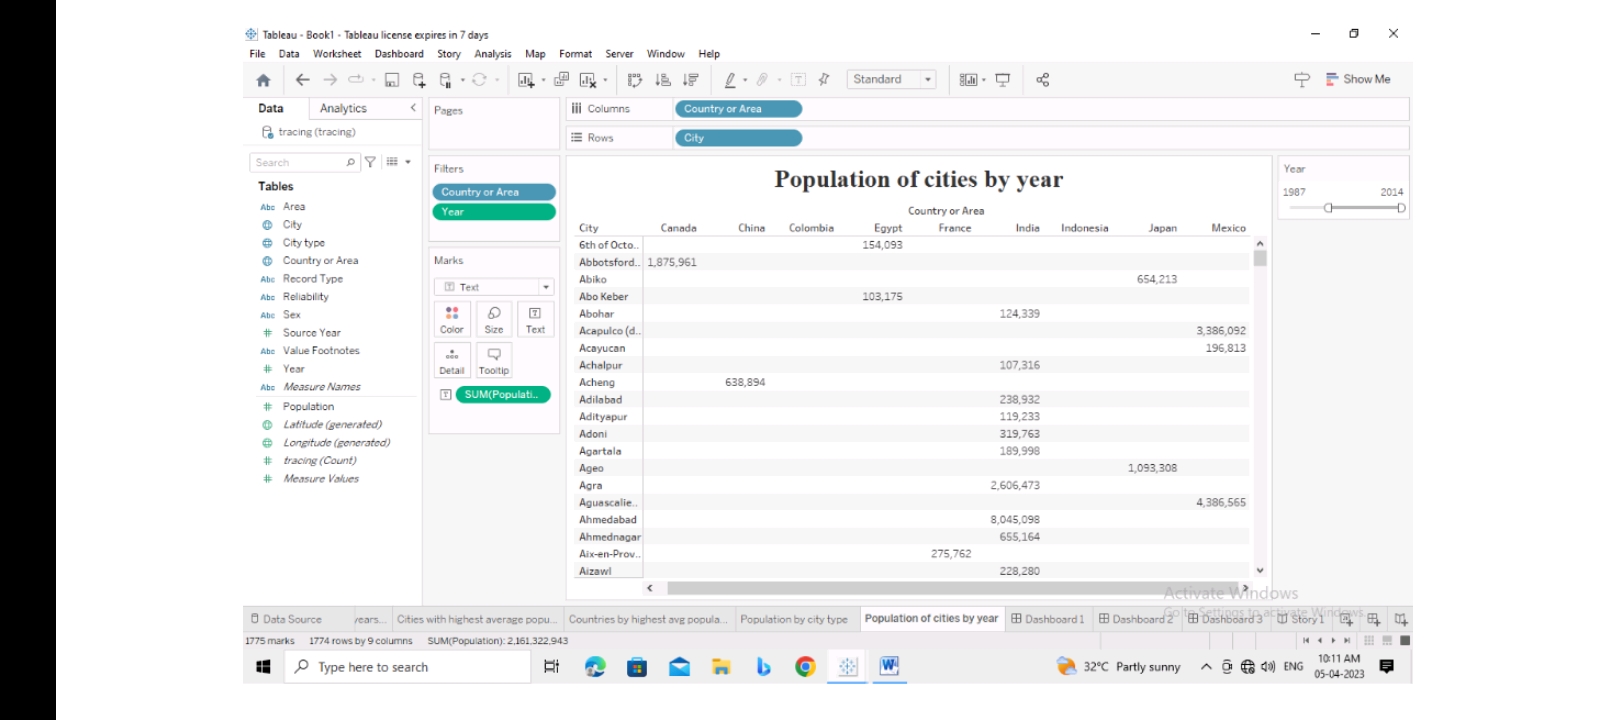 Tableau - Book1 - Tableau license expires in 7 days
File Data Worksheet Dashboard Story Analysis Map Format Server Window Help
Standard
Show Me
Data Analytics
tracing (tracing)
Search
Tables
Abc Area
City
City type
Country or Area
Abc Record Type
Abc Reliability
Abc Sex
# Source Year
Abc Value Footnotes
# Year
Abc Measure Names
# Population
Latitude (generated)
Longitude (generated)
# tracing (Count)
# Measure Values
Pages
Filters
Country or Area
Year
Marks
Text
Color Size Text
Detail Tooltip
SUM(Populati..
Columns Country or Area
Rows City
Population of cities by year
Country or Area
City Canada China Colombia Egypt France India Indonesia Japan Mexico
6th of Octo.. 154,093
Abbotsford.. 1,875,961
Abiko 654,213
Abo Keber 103,175
Abohar 124,339
Acapulco (d.. 3,386,092
Acayucan 196,813
Achalpur 107,316
Acheng 638,894
Adilabad 238,932
Adityapur 119,233
Adoni 319,763
Agartala 189,998
Ageo 1,093,308
Agra 2,606,473
Aguascalie.. 4,386,565
Ahmedabad 8,045,098
Ahmednagar 655,164
Aix-en-Prov.. 275,762
Aizawl 228,280
Year
1987 2014
Activate Windows
Go to Settings to activate Windows.
Data Source years... Cities with highest average popu... Countries by highest avg popula... Population by city type Population of cities by year Dashboard 1 Dashboard 2 Dashboard 3 Story 1
1775 marks 1774 rows by 9 columns SUM(Population): 2,161,322,943
Type here to search
32°C Partly sunny
ENG
10:11 AM
05-04-2023